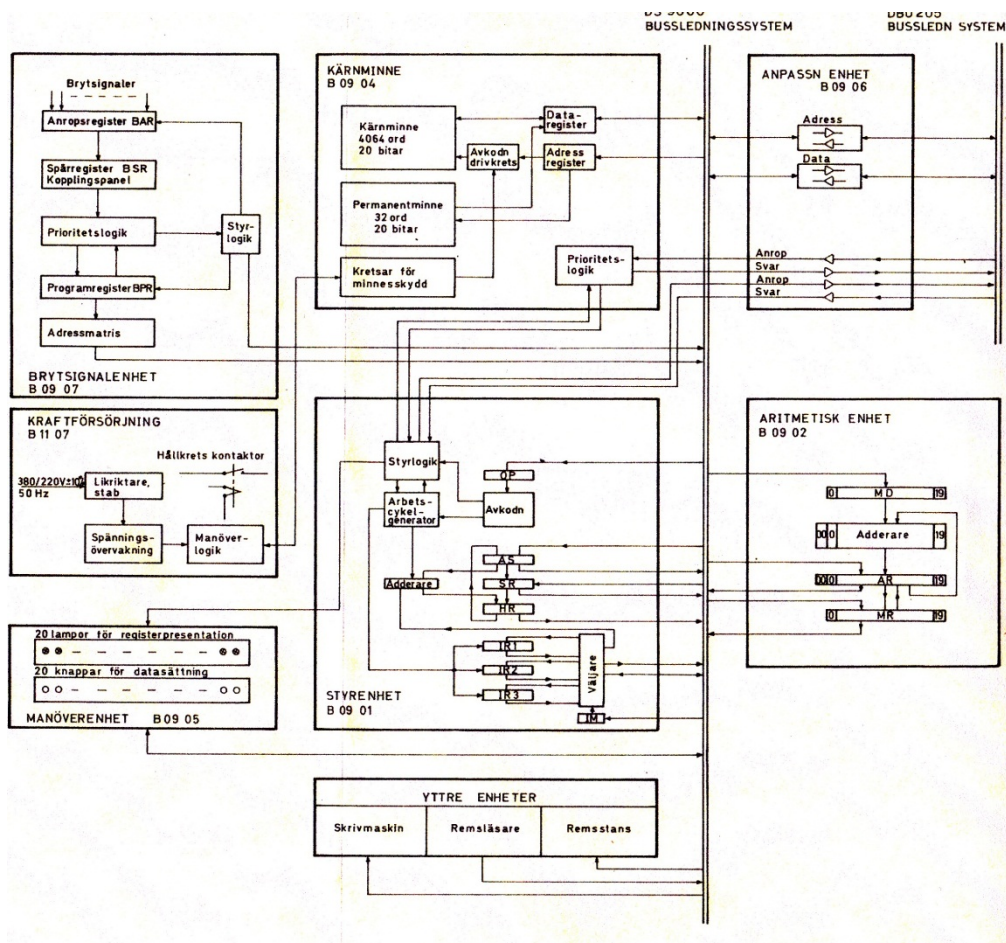 BUSSLEDNINGSSYSTEM
BUSSLEDN SYSTEM
Brytsignaler
Anropsregister BAR
Spårregister BSR
Kopplingspanel
Prioritetslogik
Styr-
logik
Programregister BPR
Adressmatris
BRYTSIGNALENHET
B 09 07
KÄRNMINNE
B 09 04
Kärnminne
4064 ord
20 bitar
Data-
register
Avkodn
drivkrets
Adress
register
Permanentminne
32 ord
20 bitar
Kretsar för
minnesskydd
Prioritets-
logik
ANPASSN ENHET
B 09 06
Adress
Data
Anrop
Svar
Anrop
Svar
KRAFTFÖRSÖRJNING
B 11 07
Hållkrets kontaktor
50 Hz
Likriktare,
stab
Spännings-
övervakning
Manöver-
logik
20 lampor för registerpresentation
20 knappar för datasättning
MANÖVERENHET B 09 05
Styrlogik
Arbets-
cykel-
generator
OP
Avkodn
Adderare
AS
SR
HR
IR1
IR2
IR3
Väljare
IM
STYRENHET
B 09 01
ARITMETISK ENHET
B 09 02
0 MD 19
00 0 Adderare 19
00 0 AR 19
0 MR 19
YTTRE ENHETER
Skrivmaskin
Remsläsare
Remsstans